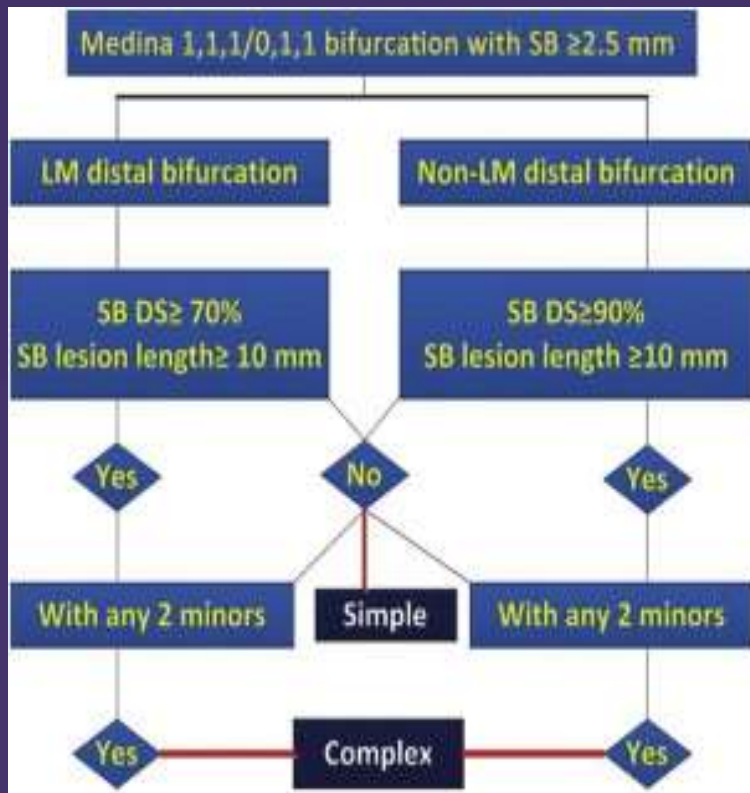 Medina 1,1,1/0,1,1 bifurcation with SB ≥2.5 mm
LM distal bifurcation
Non-LM distal bifurcation
SB DS≥ 70%
SB lesion length≥ 10 mm
SB DS≥90%
SB lesion length ≥10 mm
Yes
No
Yes
With any 2 minors
Simple
With any 2 minors
Yes
Complex
Yes